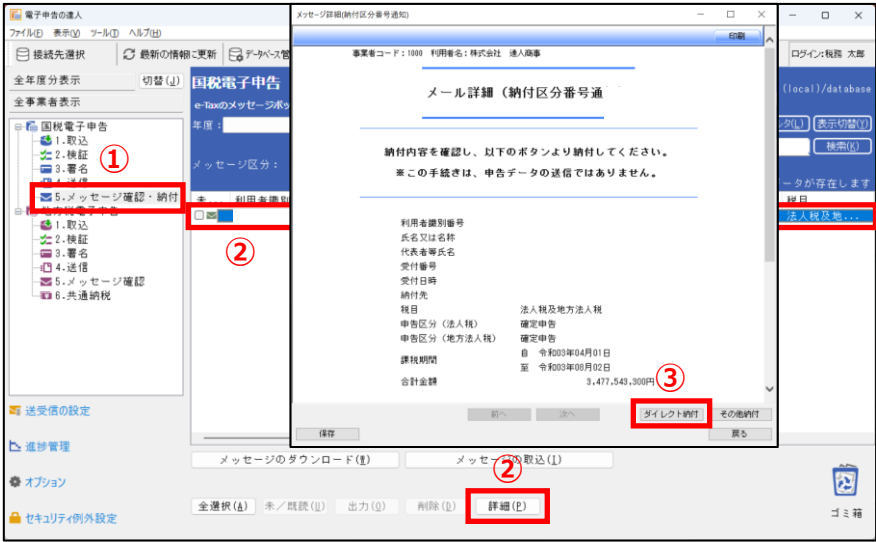 電子申告の達人
ファイル(F) 表示(V) ツール(T) ヘルプ(H)
接続先選択 最新の情報に更新 データベース管
ログイン:税務 太郎
全年度分表示 切替(J)
全事業者表示
国税電子申告
1.取込
2.検証
3.署名
4.送信
5.メッセージ確認・納付
地方税電子申告
1.取込
2.検証
3.署名
4.送信
5.メッセージ確認
6.共通納税
①
送受信の設定
進捗管理
オプション
セキュリティ例外設定
国税電子申告
(local)/database
e-Taxのメッセージボッ
年度:
表示切替(Y)
検索(K)
メッセージ区分:
ータが存在します
未... 利用者識別
税目
法人税及地...
②
メッセージ詳細(納付区分番号通知)
印刷
事業者コード:1000 利用者名:株式会社 達人商事
メール詳細(納付区分番号通
納付内容を確認し、以下のボタンより納付してください。
※この手続きは、申告データの送信ではありません。
利用者識別番号
氏名又は名称
代表者等氏名
受付番号
受付日時
納付先
税目 法人税及地方法人税
申告区分(法人税) 確定申告
申告区分(地方法人税) 確定申告
課税期間 自 令和03年04月01日
至 令和03年08月02日
合計金額 3,477,543,300円
③
前へ 次へ ダイレクト納付 その他納付
保存 戻る
メッセージのダウンロード(W) メッセージの取込(I)
②
全選択(A) 未/既読(U) 出力(O) 削除(D) 詳細(P)
ゴミ箱